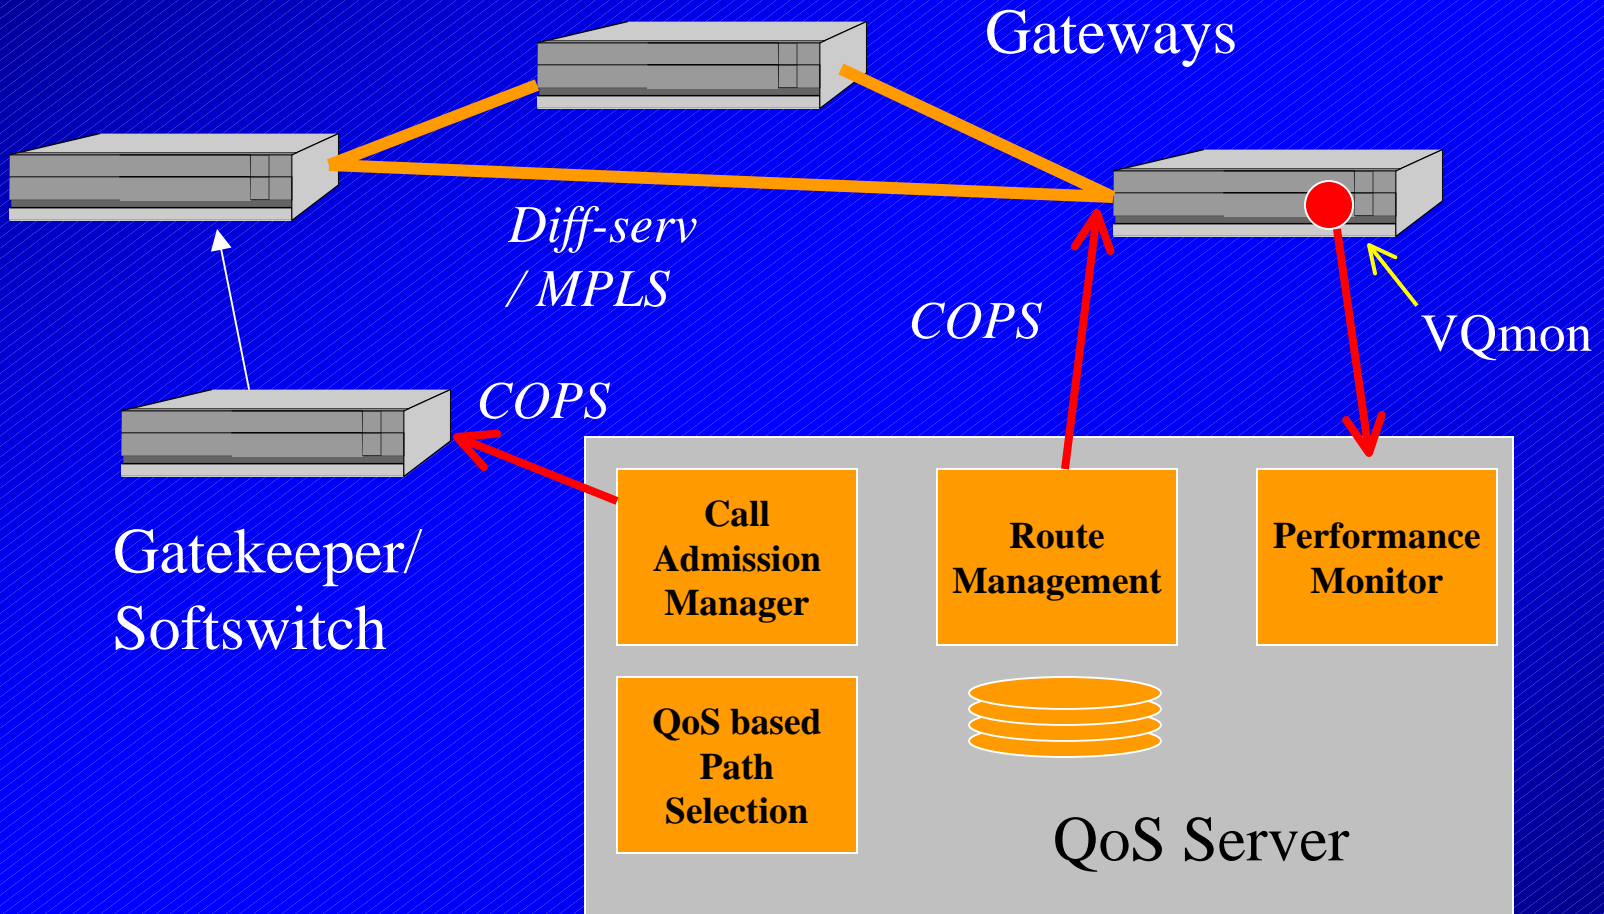 Gateways
Diff-serv
/ MPLS
COPS
VQmon
COPS
Gatekeeper/
Softswitch
Call
Admission
Manager
Route
Management
Performance
Monitor
QoS based
Path
Selection
QoS Server